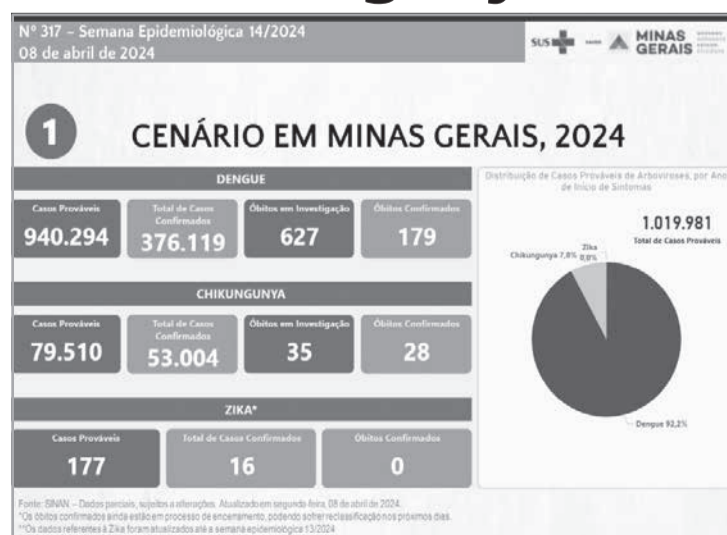 Nº 317 – Semana Epidemiológica 14/2024
08 de abril de 2024
SUS
MINAS
GERAIS
1
CENÁRIO EM MINAS GERAIS, 2024
DENGUE
Casos Prováveis
940.294
Total de Casos
Confirmados
376.119
Óbitos em Investigação
627
Óbitos Confirmados
179
CHIKUNGUNYA
Casos Prováveis
79.510
Total de Casos
Confirmados
53.004
Óbitos em Investigação
35
Óbitos Confirmados
28
ZIKA*
Casos Prováveis
177
Total de Casos Confirmados
16
Óbitos Confirmados
0
Distribuição de Casos Prováveis de Arboviroses, por Ano
de Início de Sintomas
1.019.981
Total de Casos Prováveis
Zika
0,0%
Chikungunya 7,8%
Dengue 92,2%
Fonte: SINAN – Dados parciais, sujeitos a alterações. Atualizado em segunda-feira, 08 de abril de 2024.
*Os óbitos confirmados ainda estão em processo de encerramento, podendo sofrer reclassificação nos próximos dias.
**Os dados referentes à Zika foram atualizados até a semana epidemiológica 13/2024